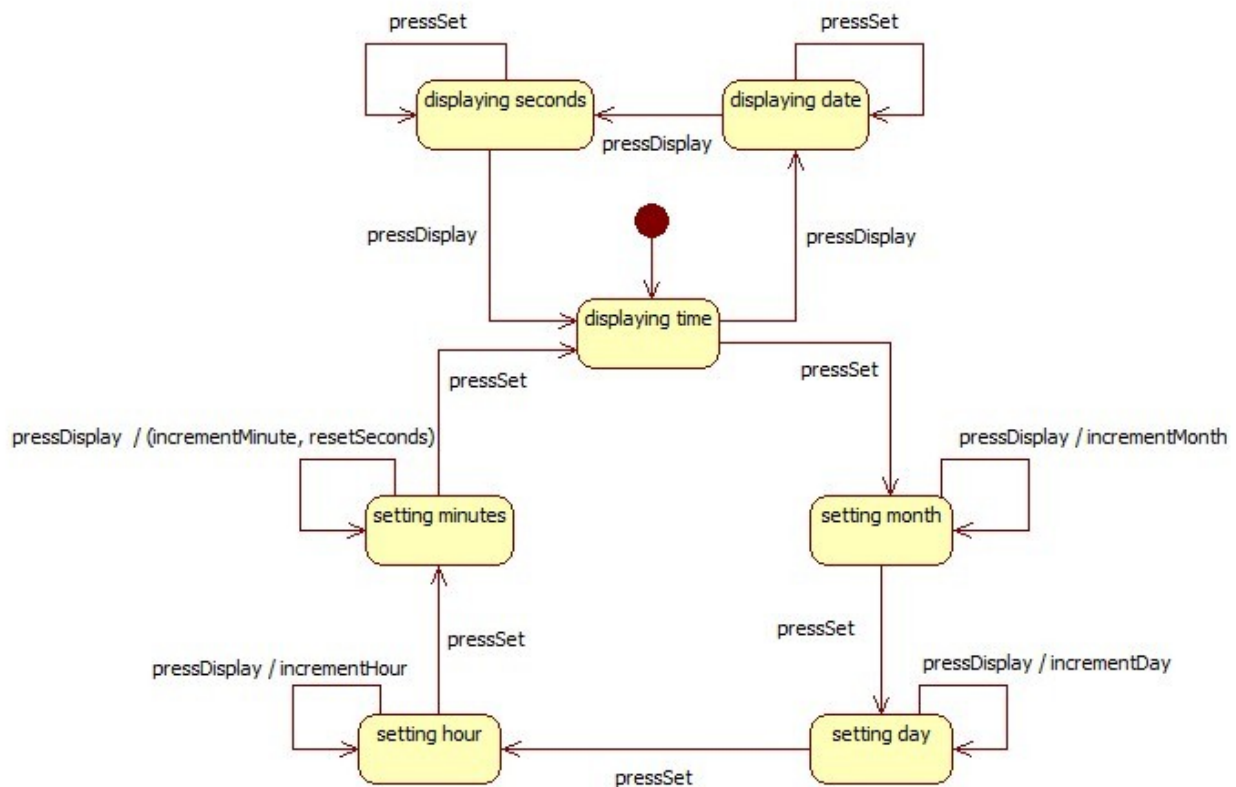 pressSet
pressSet
displaying seconds
displaying date
pressDisplay
pressDisplay
pressDisplay
displaying time
pressSet
pressSet
pressDisplay  / (incrementMinute, resetSeconds)
pressDisplay / incrementMonth
setting minutes
setting month
pressSet
pressSet
pressDisplay / incrementHour
pressDisplay / incrementDay
setting hour
setting day
pressSet